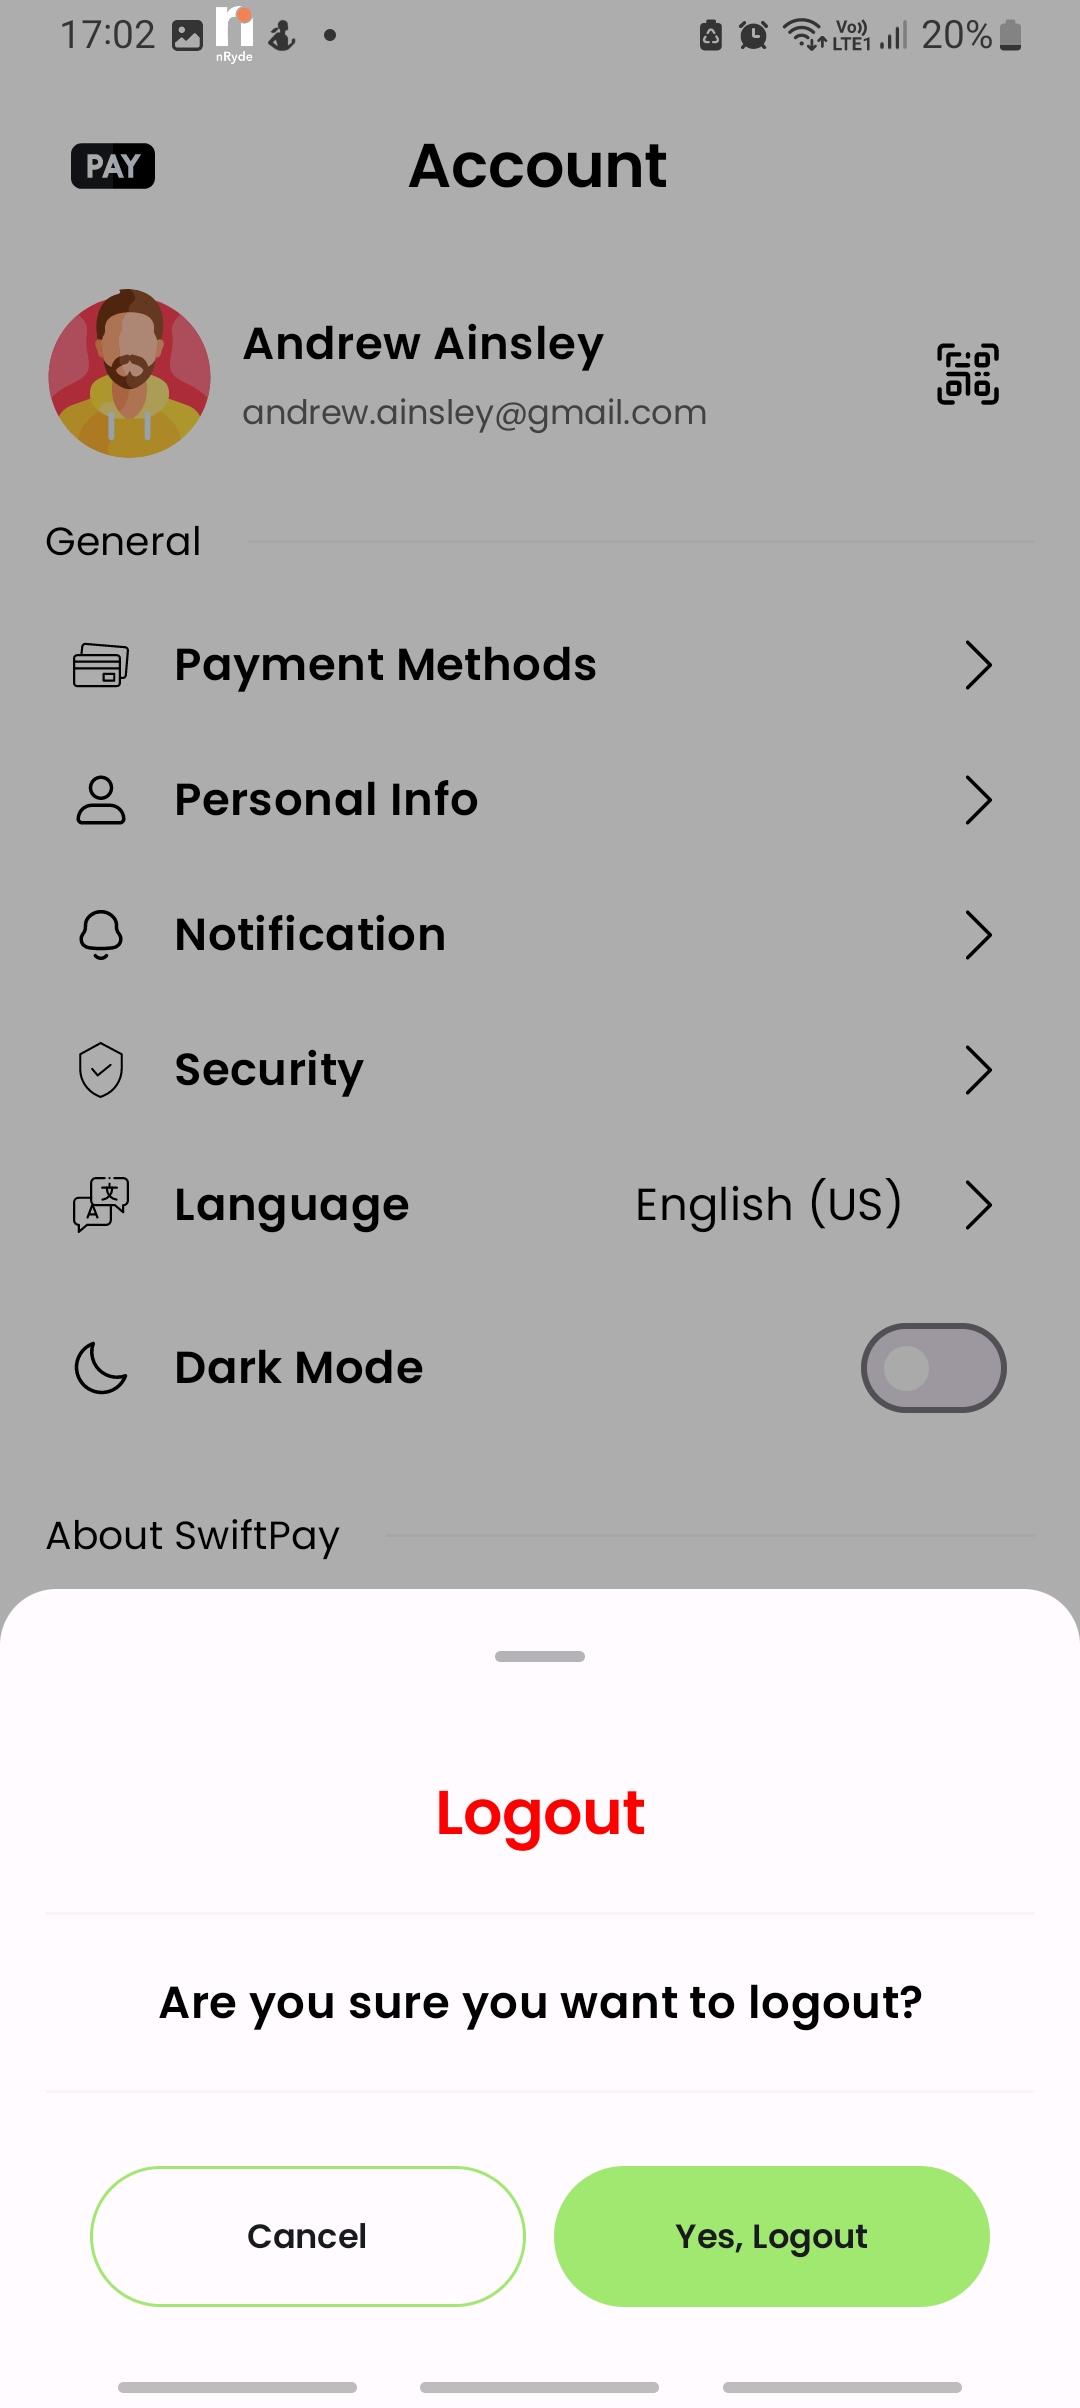 17:02
nRyde
Vo))
LTE1
20%
PAY
Account
Andrew Ainsley
andrew.ainsley@gmail.com
General
Payment Methods
Personal Info
Notification
Security
Language English (US)
Dark Mode
About SwiftPay
Logout
Are you sure you want to logout?
Cancel Yes, Logout